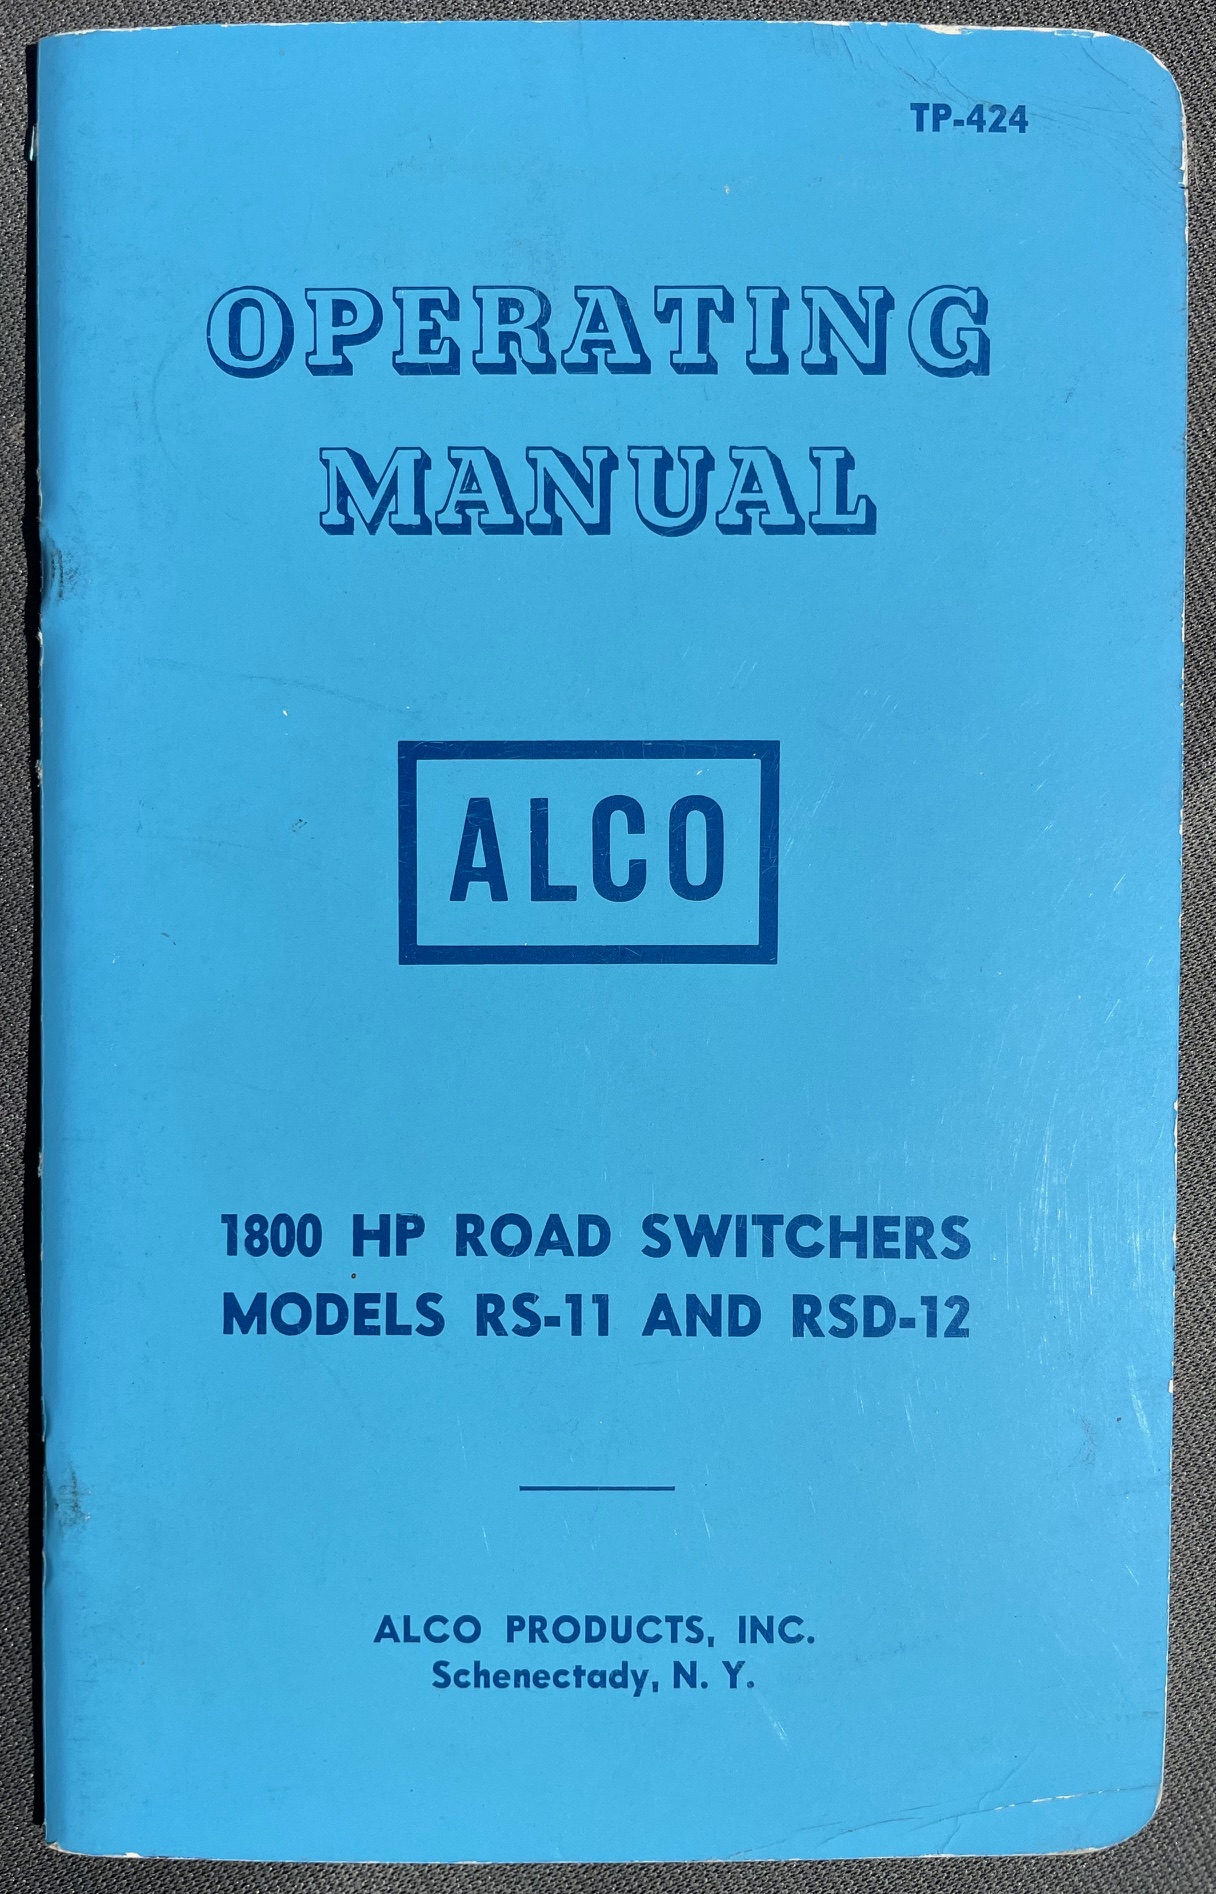 TP-424
OPERATING
MANUAL
ALCO
1800 HP ROAD SWITCHERS
MODELS RS-11 AND RSD-12
ALCO PRODUCTS, INC.
Schenectady, N. Y.